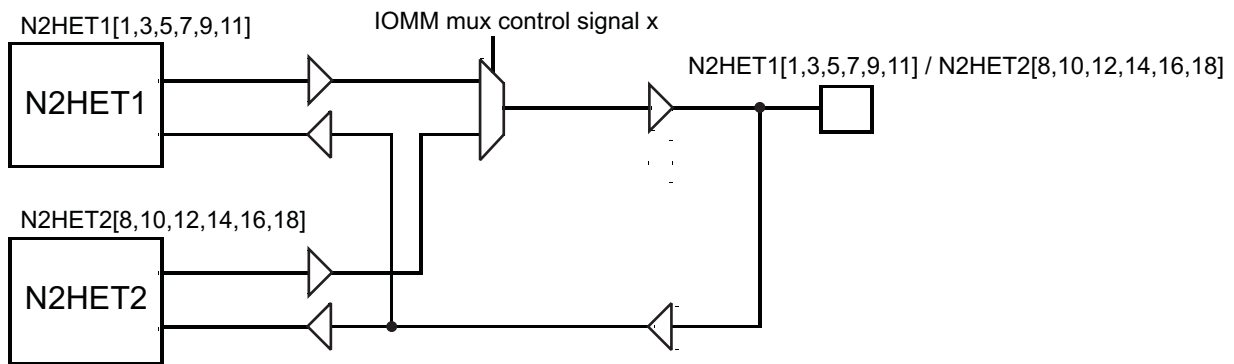 N2HET1[1,3,5,7,9,11]
IOMM mux control signal x
N2HET1[1,3,5,7,9,11] / N2HET2[8,10,12,14,16,18]
N2HET1
N2HET2[8,10,12,14,16,18]
N2HET2